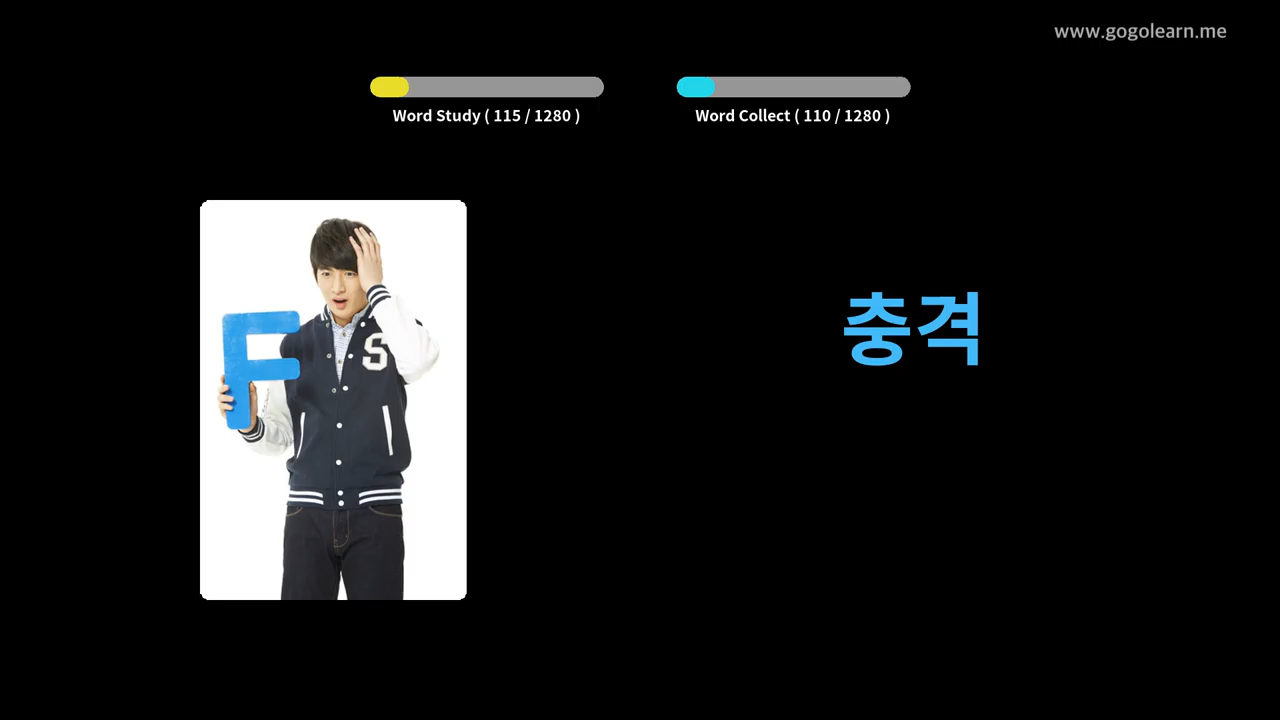 www.gogolearn.me
Word Study ( 115 / 1280 )
Word Collect ( 110 / 1280 )
F
S
충격